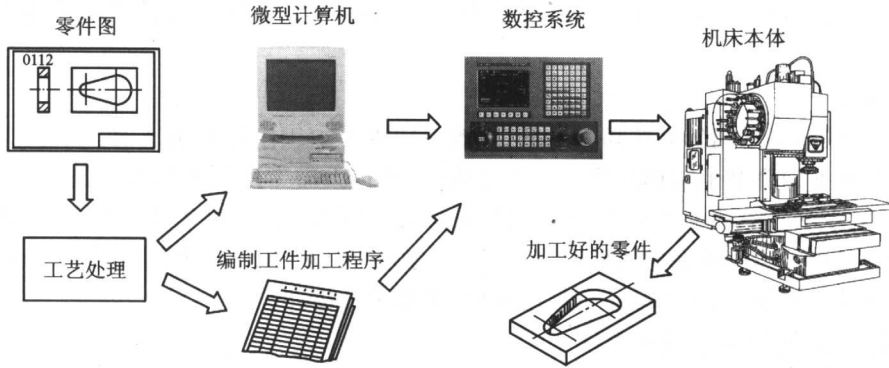 零件图
微型计算机
数控系统
机床本体
0112
工艺处理
编制工件加工程序
加工好的零件